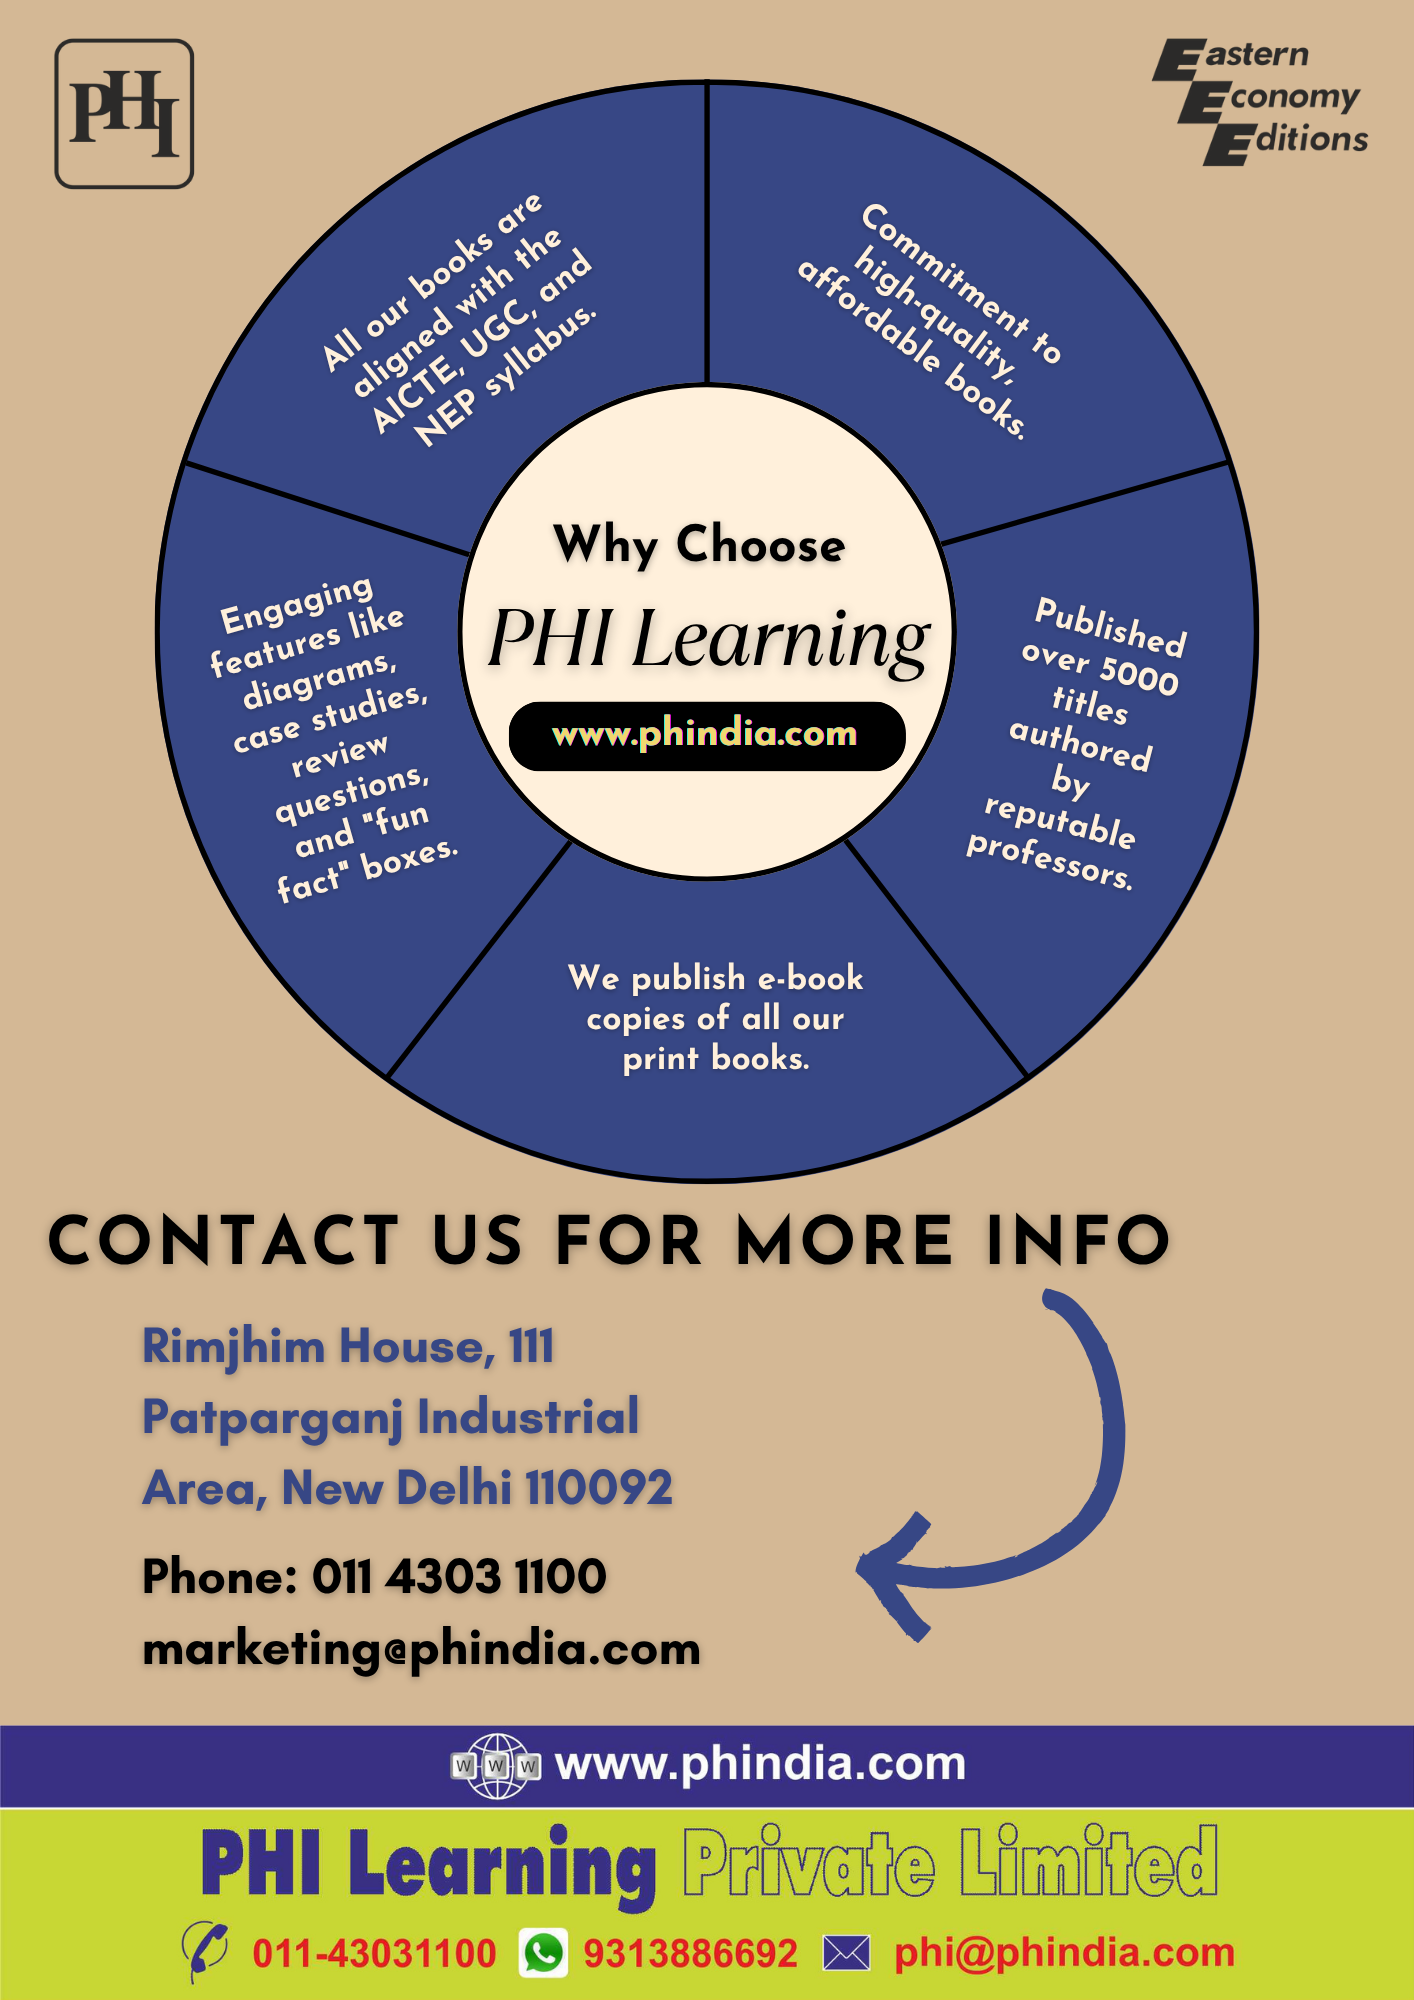 PHI
Eastern
Economy
Editions
All our books are
aligned with the
AICTE, UGC, and
NEP syllabus.
Commitment to
high-quality,
affordable books.
Engaging
features like
diagrams,
case studies,
review
questions,
and "fun
fact" boxes.
Why Choose
PHI Learning
www.phindia.com
Published
over 5000
titles
authored
by
reputable
professors.
We publish e-book
copies of all our
print books.
CONTACT US FOR MORE INFO
Rimjhim House, 111
Patparganj Industrial
Area, New Delhi 110092
Phone: 011 4303 1100
marketing@phindia.com
W W W www.phindia.com
PHI Learning Private Limited
011-43031100 9313886692 phi@phindia.com